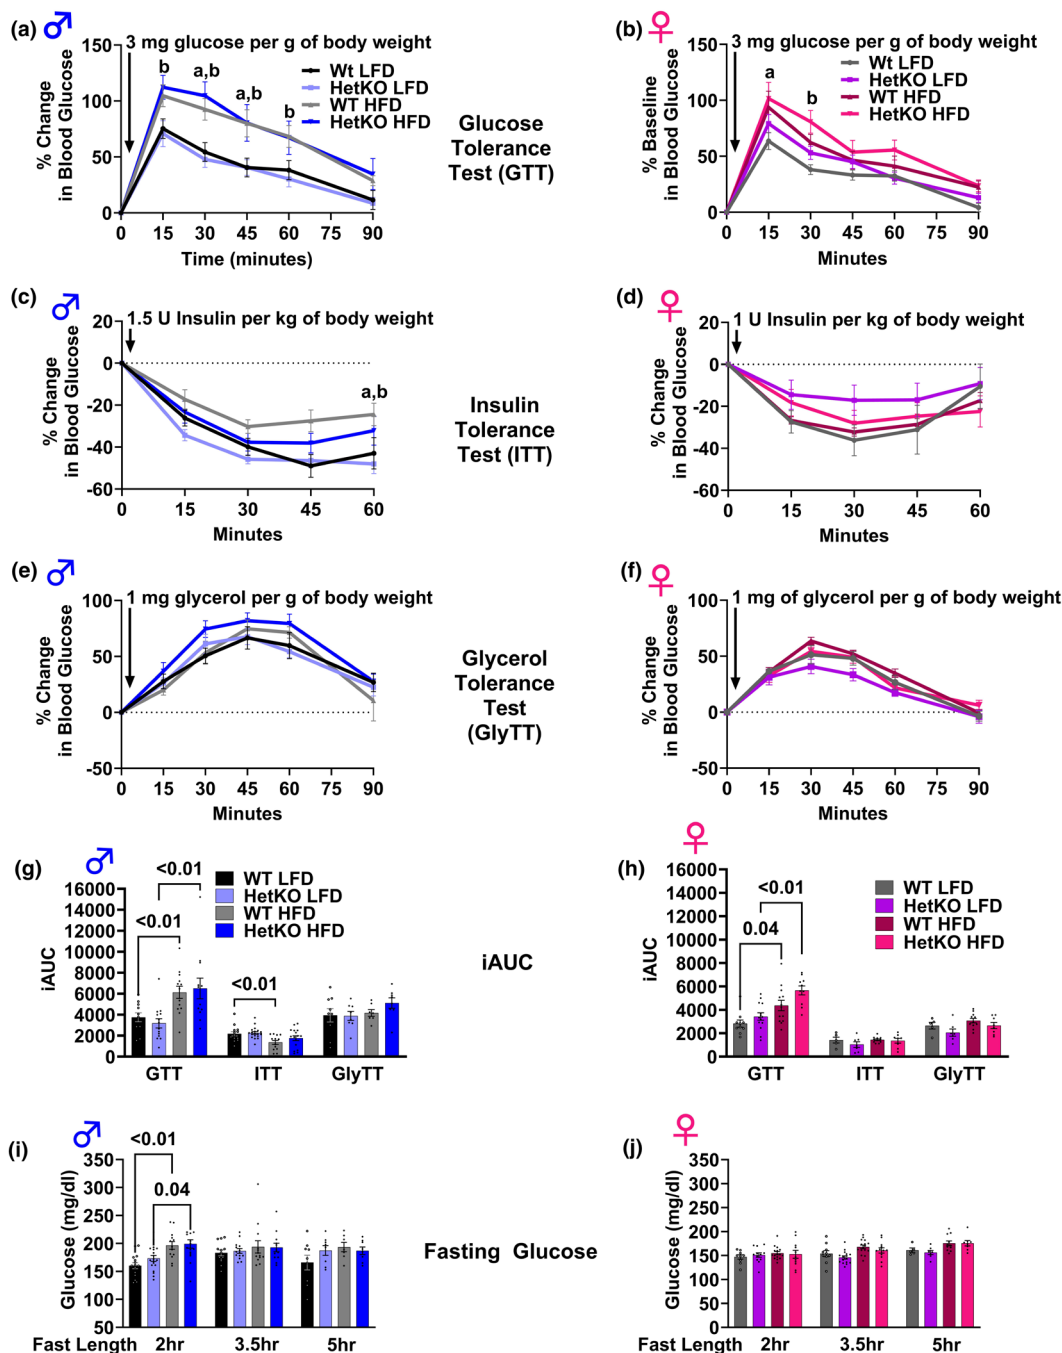 (a) ♂
3 mg glucose per g of body weight
% Change
in Blood Glucose
150
100
50
0
b
a,b
a,b
b
Wt LFD
HetKO LFD
WT HFD
HetKO HFD
0 15 30 45 60 75 90
Time (minutes)
Glucose
Tolerance
Test (GTT)
(b) ♀
3 mg glucose per g of body weight
% Baseline
in Blood Glucose
150
100
50
0
a
b
Wt LFD
HetKO LFD
WT HFD
HetKO HFD
0 15 30 45 60 75 90
Minutes
(c) ♂
1.5 U Insulin per kg of body weight
% Change
in Blood Glucose
20
0
-20
-40
-60
a,b
0 15 30 45 60
Minutes
Insulin
Tolerance
Test (ITT)
(d) ♀
1 U Insulin per kg of body weight
% Change
in Blood Glucose
20
0
-20
-40
-60
0 15 30 45 60
Minutes
(e) ♂
1 mg glycerol per g of body weight
% Change
in Blood Glucose
100
50
0
-50
0 15 30 45 60 75 90
Minutes
Glycerol
Tolerance
Test
(GlyTT)
(f) ♀
1 mg of glycerol per g of body weight
% Change
in Blood Glucose
100
50
0
-50
0 15 30 45 60 75 90
Minutes
(g) ♂
iAUC
16000
14000
12000
10000
8000
6000
4000
2000
0
<0.01
<0.01
<0.01
WT LFD
HetKO LFD
WT HFD
HetKO HFD
GTT ITT GlyTT
iAUC
(h) ♀
iAUC
16000
14000
12000
10000
8000
6000
4000
2000
0
<0.01
0.04
WT LFD
HetKO LFD
WT HFD
HetKO HFD
GTT ITT GlyTT
(i) ♂
Glucose (mg/dl)
350
300
250
200
150
100
50
<0.01
0.04
Fast Length 2hr 3.5hr 5hr
Fasting Glucose
(j) ♀
Glucose (mg/dl)
350
300
250
200
150
100
50
0
Fast Length 2hr 3.5hr 5hr